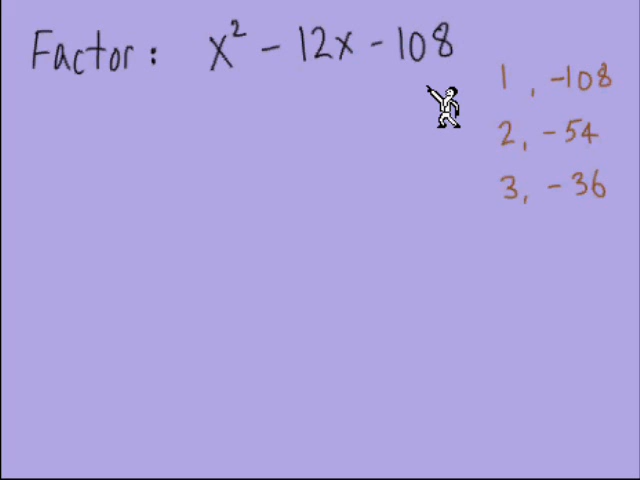 Factor: x² - 12x - 108
1, -108
2, -54
3, -36